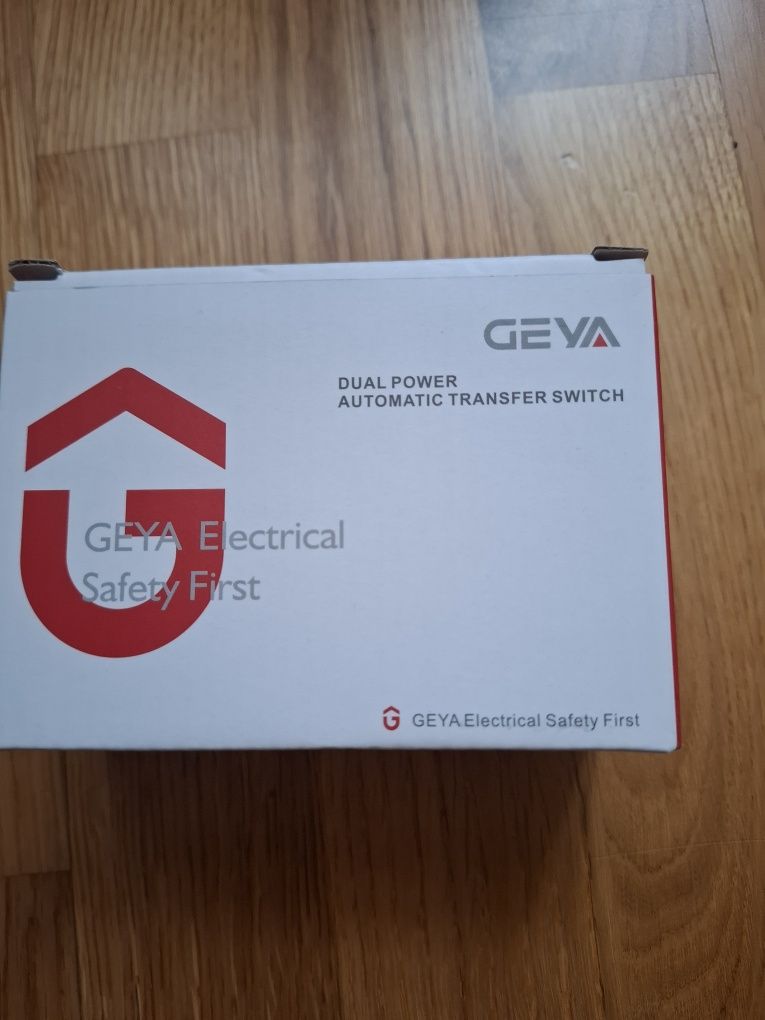 GEYA
DUAL POWER
AUTOMATIC TRANSFER SWITCH
GEYA Electrical
Safety First
GEYA Electrical Safety First